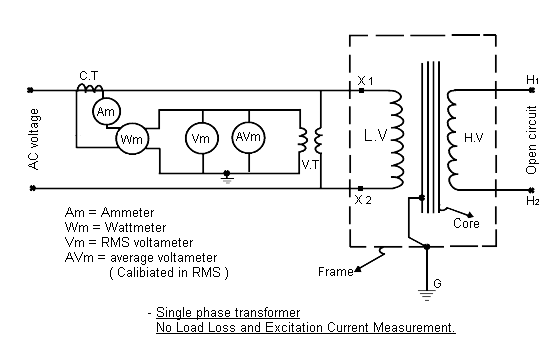 C.T
Am
Wm
Vm
AVm
V.T
AC voltage
X 1
X 2
L.V
H.V
H1
H2
Open circuit
Core
Frame
G
Am = Ammeter
Wm = Wattmeter
Vm = RMS voltameter
AVm = average voltameter
( Calibiated in RMS )
- Single phase transformer
No Load Loss and Excitation Current Measurement.